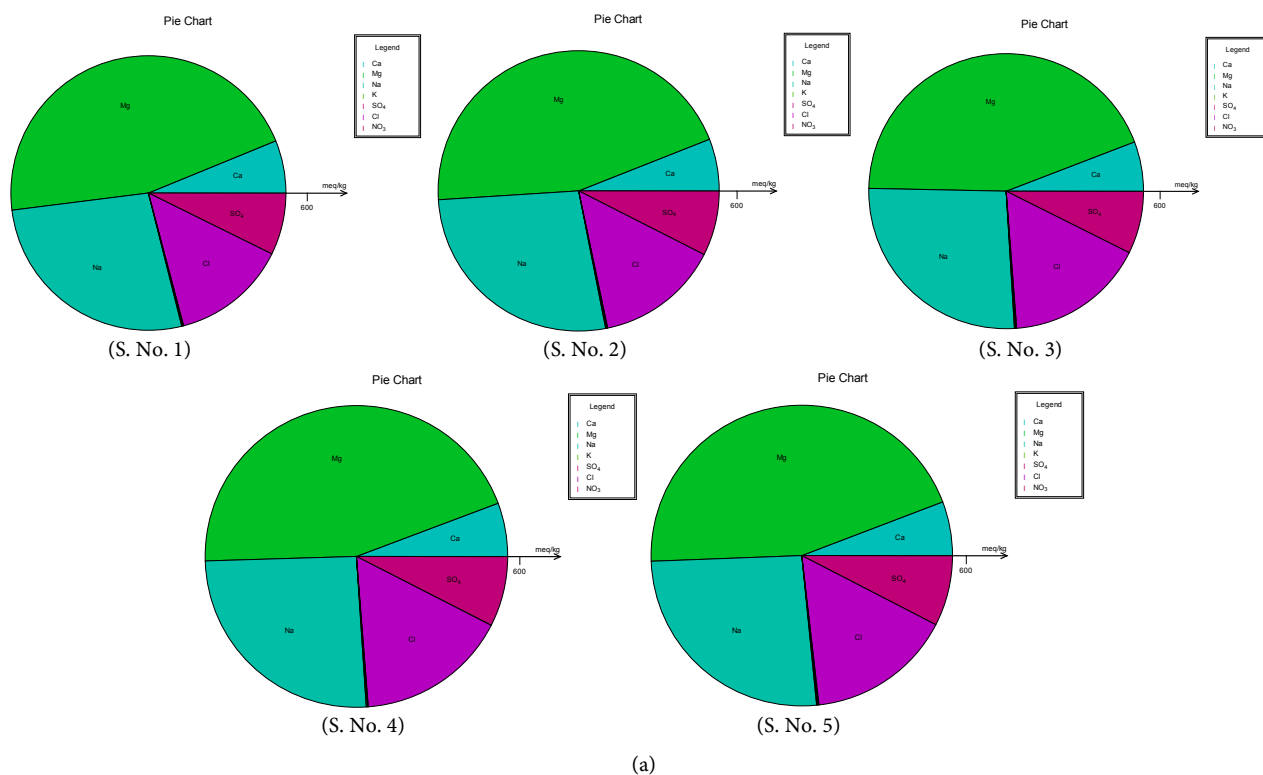 Pie Chart
Legend
Ca
Mg
Na
K
SO₄
Cl
NO₃
Mg
Ca
meq/kg
600
SO₄
Na
Cl
(S. No. 1)
Pie Chart
Legend
Ca
Mg
Na
K
SO₄
Cl
NO₃
Mg
Ca
meq/kg
600
SO₄
Na
Cl
(S. No. 2)
Pie Chart
Legend
Ca
Mg
Na
K
SO₄
Cl
NO₃
Mg
Ca
meq/kg
600
SO₄
Na
Cl
(S. No. 3)
Pie Chart
Legend
Ca
Mg
Na
K
SO₄
Cl
NO₃
Mg
Ca
meq/kg
600
SO₄
Na
Cl
(S. No. 4)
Pie Chart
Legend
Ca
Mg
Na
K
SO₄
Cl
NO₃
Mg
Ca
meq/kg
600
SO₄
Na
Cl
(S. No. 5)
(a)